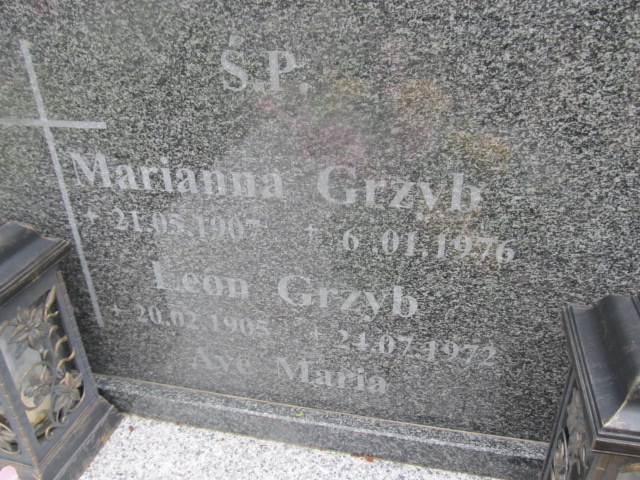 Ś.P.
Marianna Grzyb
* 21.05.1907 † 6.01.1976
Leon Grzyb
* 20.02.1905 † 24.07.1972
Ave Maria